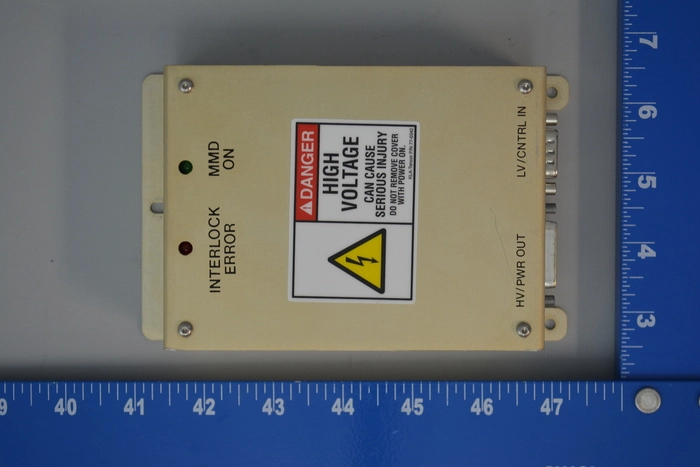 MMD
ON
INTERLOCK
ERROR
DANGER
HIGH
VOLTAGE
CAN CAUSE
SERIOUS INJURY
DO NOT REMOVE COVER
WITH POWER ON.
LV/CNTRL IN
HV/PWR OUT
7
6
5
4
3
9
40
41
42
43
44
45
46
47